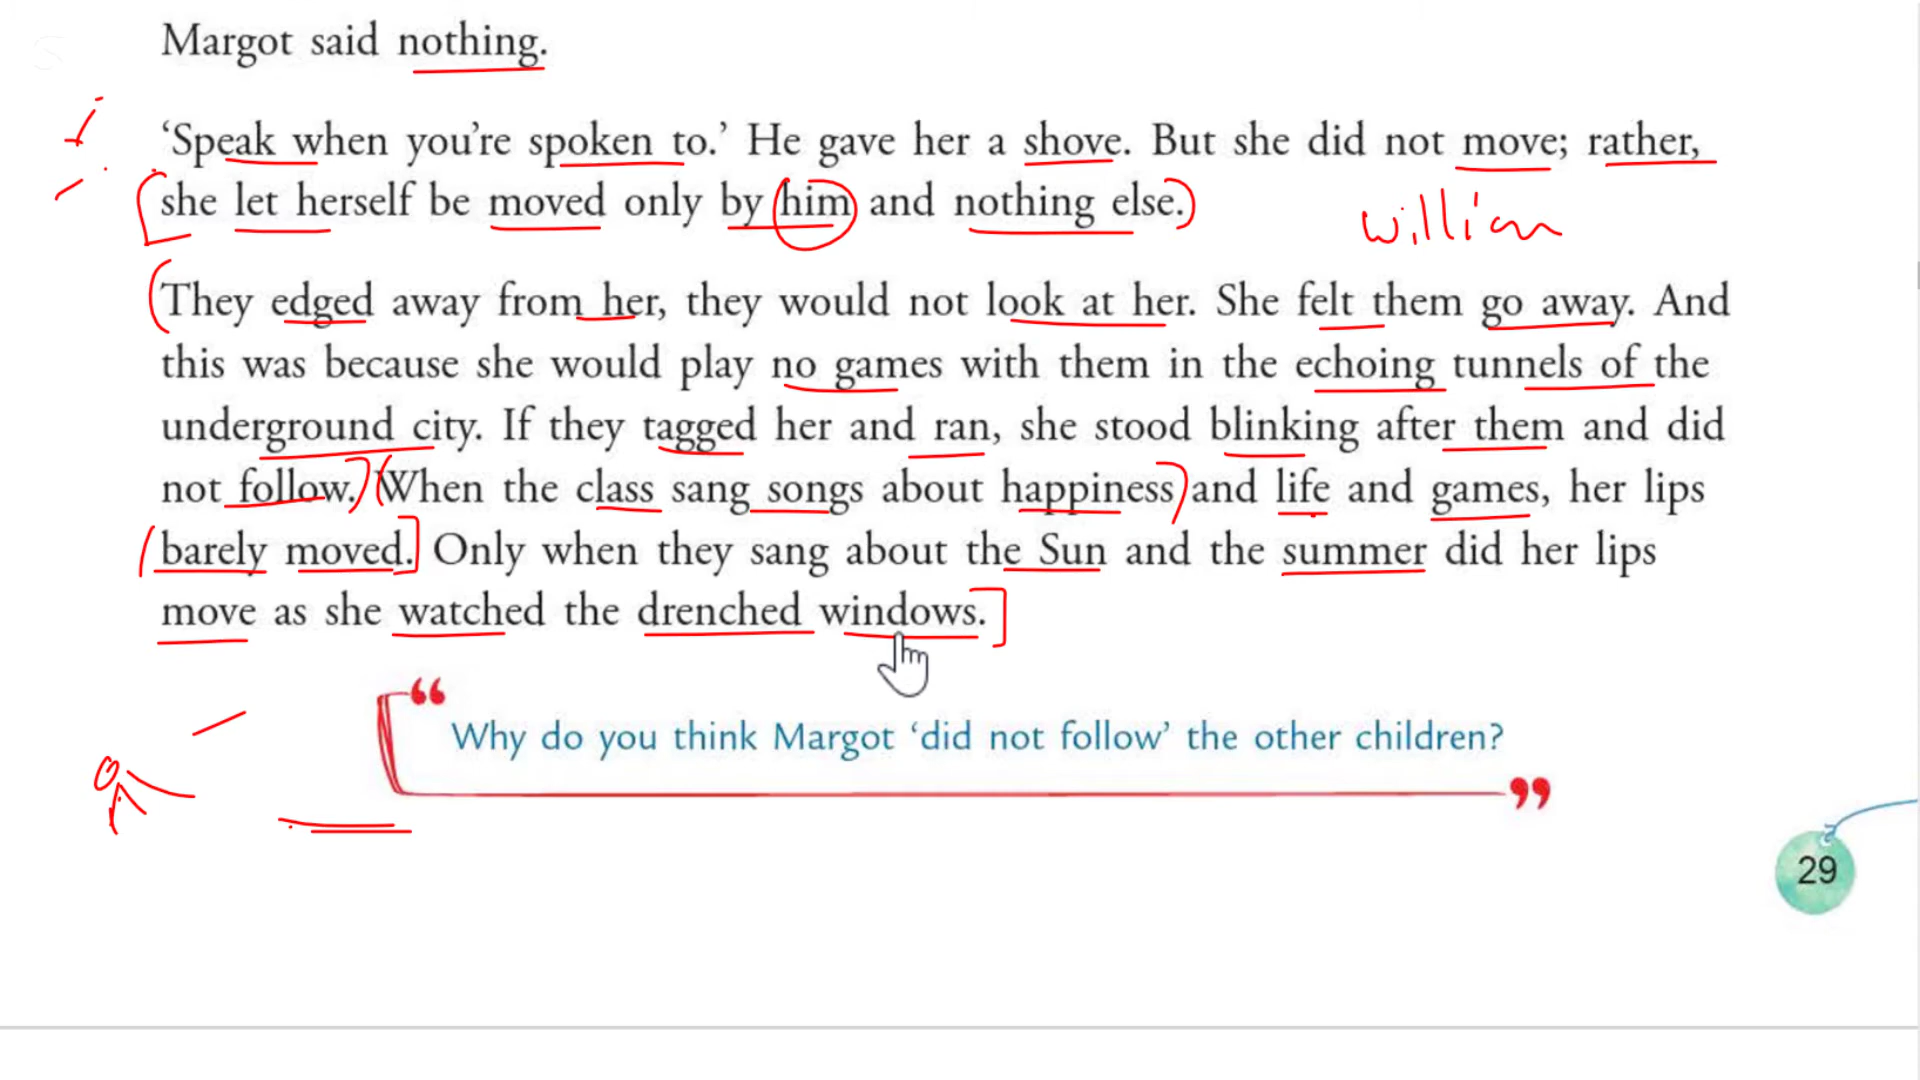 Margot said nothing.
‘Speak when you’re spoken to.’ He gave her a shove. But she did not move; rather,
she let herself be moved only by him and nothing else.
willian
They edged away from her, they would not look at her. She felt them go away. And
this was because she would play no games with them in the echoing tunnels of the
underground city. If they tagged her and ran, she stood blinking after them and did
not follow. When the class sang songs about happiness and life and games, her lips
barely moved. Only when they sang about the Sun and the summer did her lips
move as she watched the drenched windows.
“Why do you think Margot ‘did not follow’ the other children?”
29